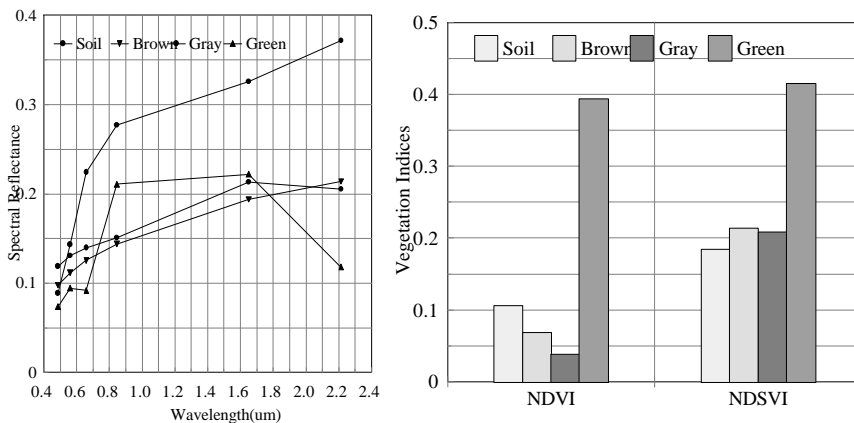 0.4
Soil Brown Gray Green
0.3
0.2
0.1
0
Spectral Reflectance
0.4 0.6 0.8 1.0 1.2 1.4 1.6 1.8 2.0 2.2 2.4
Wavelength(um)
0.5
Soil Brown Gray Green
0.4
0.3
0.2
0.1
0
Vegetation Indices
NDVI NDSVI